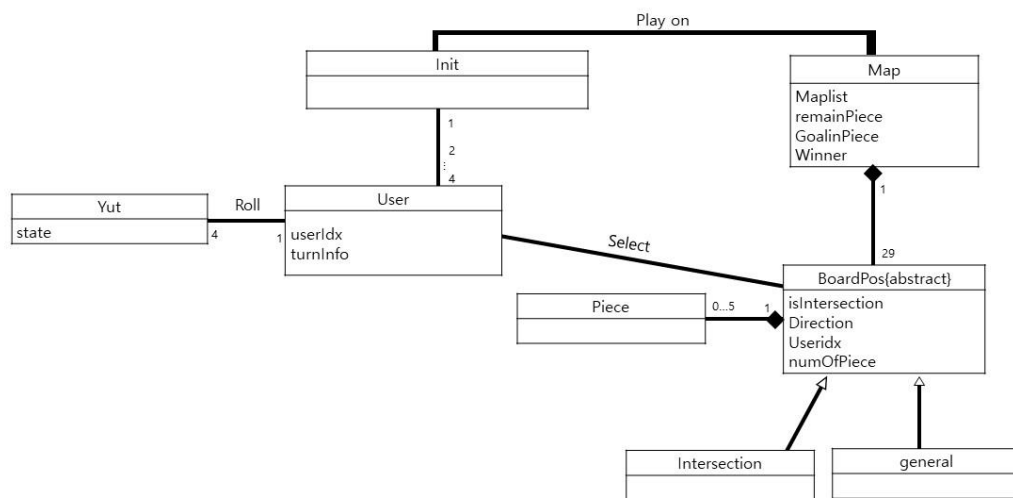 Play on
Init
Map
Maplist
remainPiece
GoalinPiece
Winner
1
2
...
4
1
Yut
state
Roll
4
1
User
userIdx
turnInfo
Select
29
BoardPos{abstract}
isIntersection
Direction
Useridx
numOfPiece
Piece
0...5
1
Intersection
general